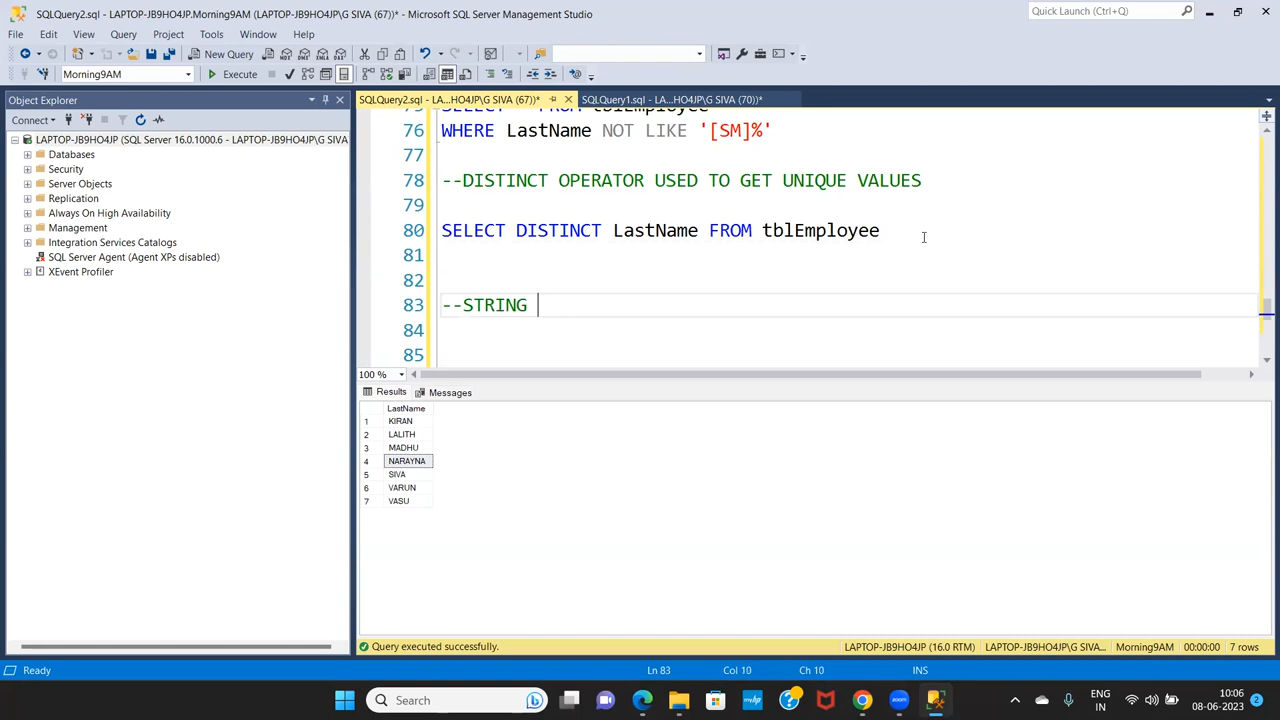 SQLQuery2.sql - LAPTOP-JB9HO4JP.Morning9AM (LAPTOP-JB9HO4JP\G SIVA (67))* - Microsoft SQL Server Management Studio
Quick Launch (Ctrl+Q)
File Edit View Query Project Tools Window Help
New Query
Morning9AM
Execute
Object Explorer
SQLQuery2.sql - LA...HO4JP\G SIVA (67))*
SQLQuery1.sql - LA...HO4JP\G SIVA (70))*
Connect
LAPTOP-JB9HO4JP (SQL Server 16.0.1000.6 - LAPTOP-JB9HO4JP\G SIVA
Databases
Security
Server Objects
Replication
Always On High Availability
Management
Integration Services Catalogs
SQL Server Agent (Agent XPs disabled)
XEvent Profiler
75 SELECT * FROM tblEmployee
76 WHERE LastName NOT LIKE '[SM]%'
77
78 --DISTINCT OPERATOR USED TO GET UNIQUE VALUES
79
80 SELECT DISTINCT LastName FROM tblEmployee
81
82
83 --STRING
84
85
100 %
Results Messages
LastName
1 KIRAN
2 LALITH
3 MADHU
4 NARAYNA
5 SIVA
6 VARUN
7 VASU
Query executed successfully.
LAPTOP-JB9HO4JP (16.0 RTM) LAPTOP-JB9HO4JP\G SIVA... Morning9AM 00:00:00 7 rows
Ready Ln 83 Col 10 Ch 10 INS
Search
ENG
IN
10:06
08-06-2023